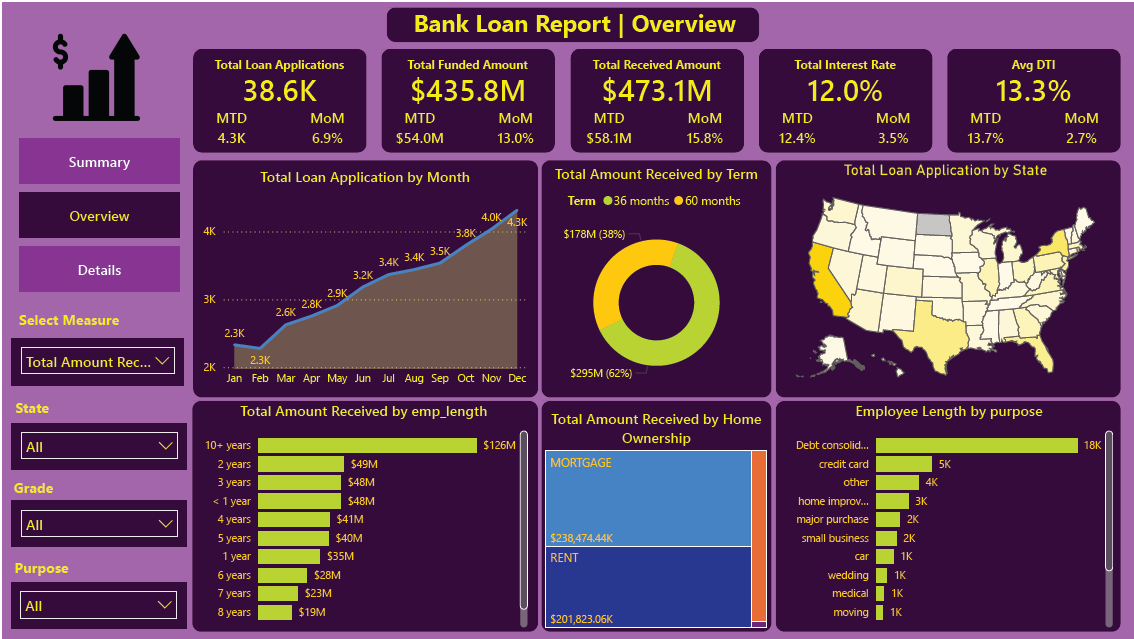 Bank Loan Report | Overview
$
Summary
Overview
Details
Select Measure
Total Amount Rec...
State
All
Grade
All
Purpose
All
Total Loan Applications
38.6K
MTD MoM
4.3K 6.9%
Total Funded Amount
$435.8M
MTD MoM
$54.0M 13.0%
Total Received Amount
$473.1M
MTD MoM
$58.1M 15.8%
Total Interest Rate
12.0%
MTD MoM
12.4% 3.5%
Avg DTI
13.3%
MTD MoM
13.7% 2.7%
Total Loan Application by Month
4K
3K
2K
2.3K
2.3K
2.6K
2.8K
2.9K
3.2K
3.4K
3.4K
3.5K
3.8K
4.0K
4.3K
Jan Feb Mar Apr May Jun Jul Aug Sep Oct Nov Dec
Total Amount Received by Term
Term 36 months 60 months
$178M (38%)
$295M (62%)
Total Loan Application by State
Total Amount Received by emp_length
10+ years $126M
2 years $49M
3 years $48M
< 1 year $48M
4 years $41M
5 years $40M
1 year $35M
6 years $28M
7 years $23M
8 years $19M
Total Amount Received by Home
Ownership
MORTGAGE
$238,474.44K
RENT
$201,823.06K
Employee Length by purpose
Debt consolid... 18K
credit card 5K
other 4K
home improv... 3K
major purchase 2K
small business 2K
car 1K
wedding 1K
medical 1K
moving 1K